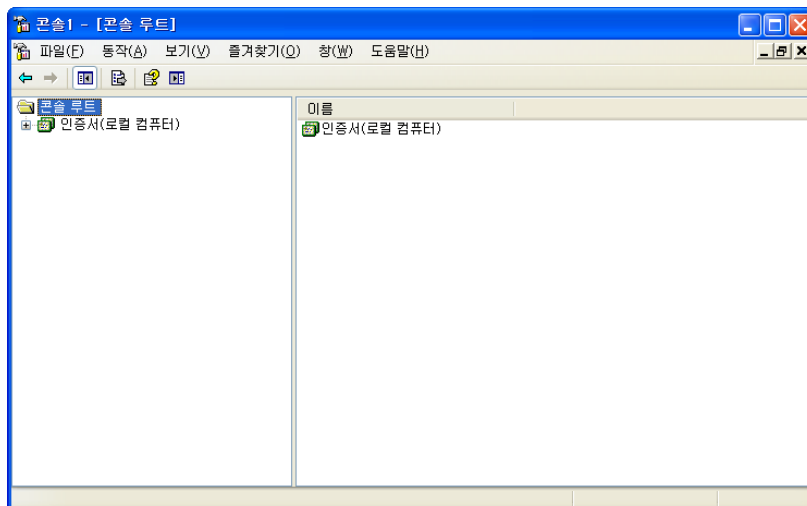 콘솔1 - [콘솔 루트]
파일(F) 동작(A) 보기(V) 즐겨찾기(O) 창(W) 도움말(H)
콘솔 루트
인증서(로컬 컴퓨터)
이름
인증서(로컬 컴퓨터)